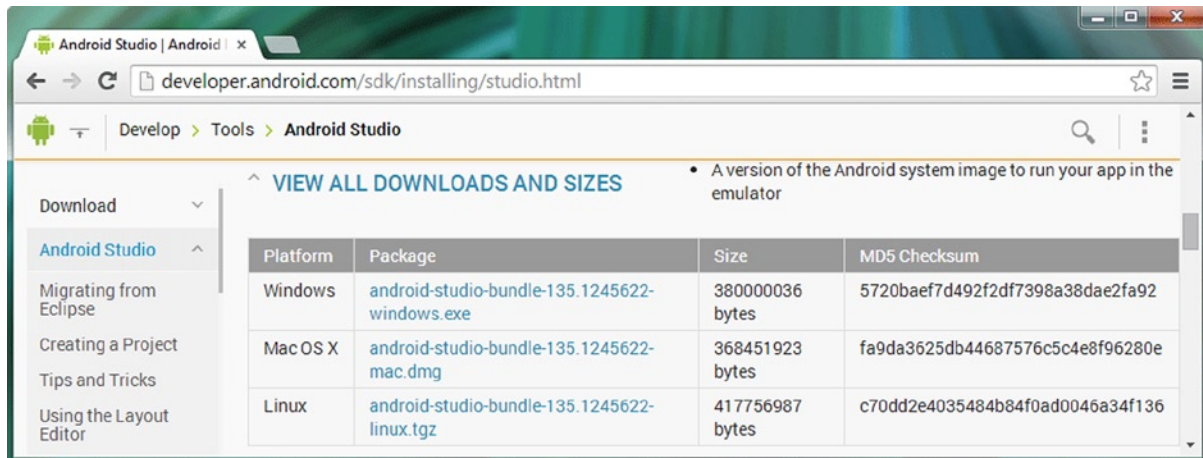 Android Studio | Android
developer.android.com/sdk/installing/studio.html
Develop > Tools > Android Studio
Download
Android Studio
Migrating from
Eclipse
Creating a Project
Tips and Tricks
Using the Layout
Editor
VIEW ALL DOWNLOADS AND SIZES
• A version of the Android system image to run your app in the
emulator
Platform Package Size MD5 Checksum
Windows android-studio-bundle-135.1245622- 380000036 5720baef7d492f2df7398a38dae2fa92
windows.exe bytes
Mac OS X android-studio-bundle-135.1245622- 368451923 fa9da3625db44687576c5c4e8f96280e
mac.dmg bytes
Linux android-studio-bundle-135.1245622- 417756987 c70dd2e4035484b84f0ad0046a34f136
linux.tgz bytes